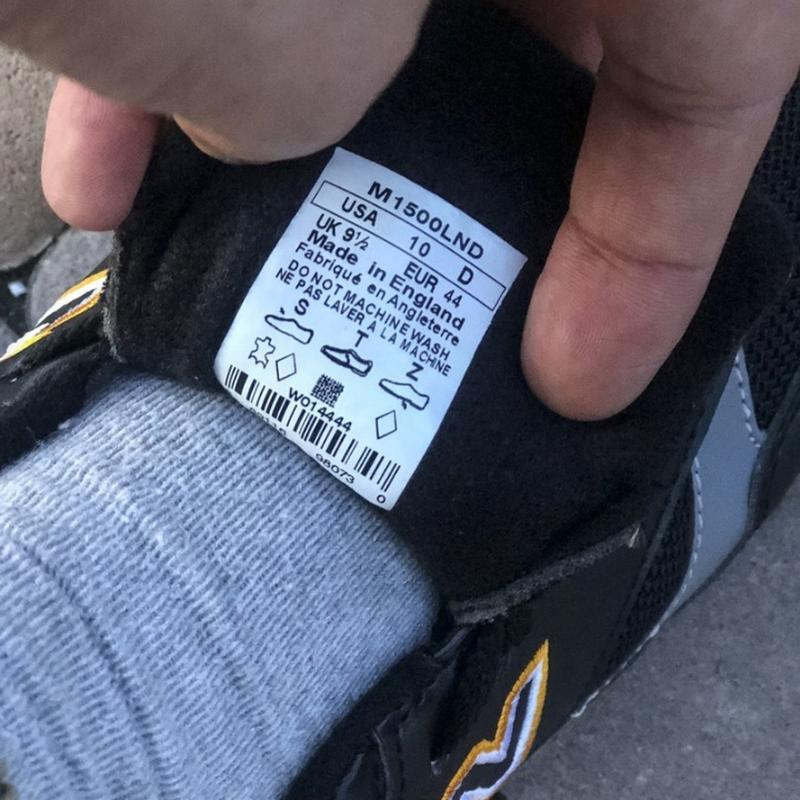 M1500LND
USA 10 D
UK 9½ EUR 44
Made in England
Fabriqué en Angleterre
DO NOT MACHINE WASH
NE PAS LAVER A LA MACHINE
S T Z
W014444
98073 0